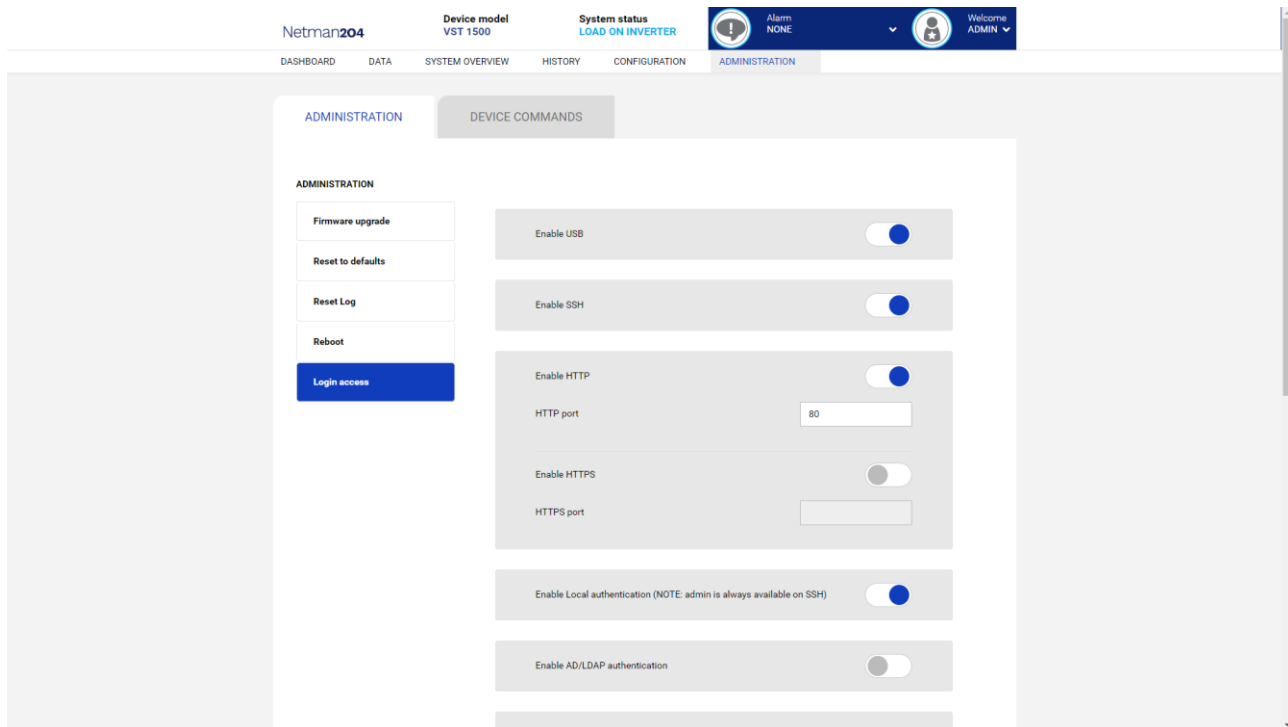 Netman204
Device model
VST 1500
System status
LOAD ON INVERTER
Alarm
NONE
Welcome
ADMIN
DASHBOARD DATA SYSTEM OVERVIEW HISTORY CONFIGURATION ADMINISTRATION
ADMINISTRATION DEVICE COMMANDS
ADMINISTRATION
Firmware upgrade
Reset to defaults
Reset Log
Reboot
Login access
Enable USB
Enable SSH
Enable HTTP
HTTP port 80
Enable HTTPS
HTTPS port
Enable Local authentication (NOTE: admin is always available on SSH)
Enable AD/LDAP authentication